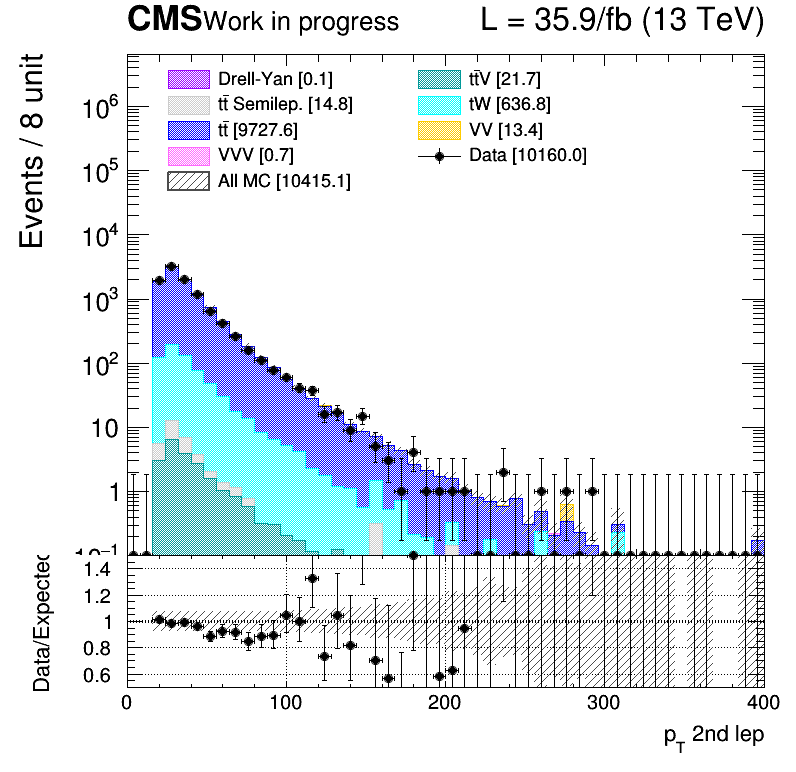 CMS Work in progress L = 35.9/fb (13 TeV)
Events / 8 unit
Drell-Yan [0.1]
tt̄ Semilep. [14.8]
tt̄ [9727.6]
VVV [0.7]
All MC [10415.1]
tt̄V [21.7]
tW [636.8]
VV [13.4]
Data [10160.0]
10⁶
10⁵
10⁴
10³
10²
10
1
10⁻¹
Data/Expected
1.4
1.2
1
0.8
0.6
0 100 200 300 400
p_T 2nd lep